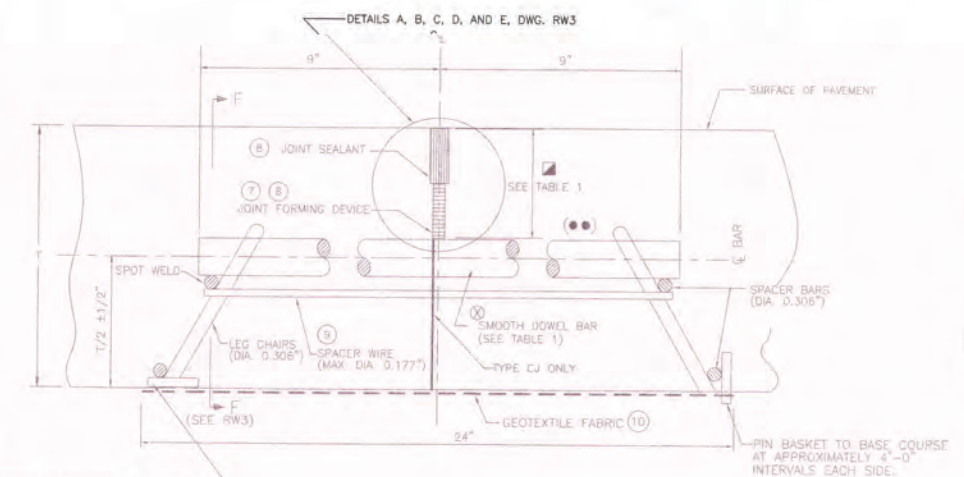 DETAILS A, B, C, D, AND E, DWG. RW3
9"
9"
F
SURFACE OF PAVEMENT
6 JOINT SEALANT
SEE TABLE 1
7 8
JOINT FORMING DEVICE
(●●)
℄ BAR
SPOT WELD
T/2 ±1/2"
SPACER BARS
(DIA. 0.306")
X
SMOOTH DOWEL BAR
(SEE TABLE 1)
LEG CHAIRS
(DIA. 0.306")
9
SPACER WIRE
(MAX. DIA. 0.177")
TYPE CJ ONLY
F
(SEE RW3)
GEOTEXTILE FABRIC 10
24"
PIN BASKET TO BASE COURSE
AT APPROXIMATELY 4'-0"
INTERVALS EACH SIDE.